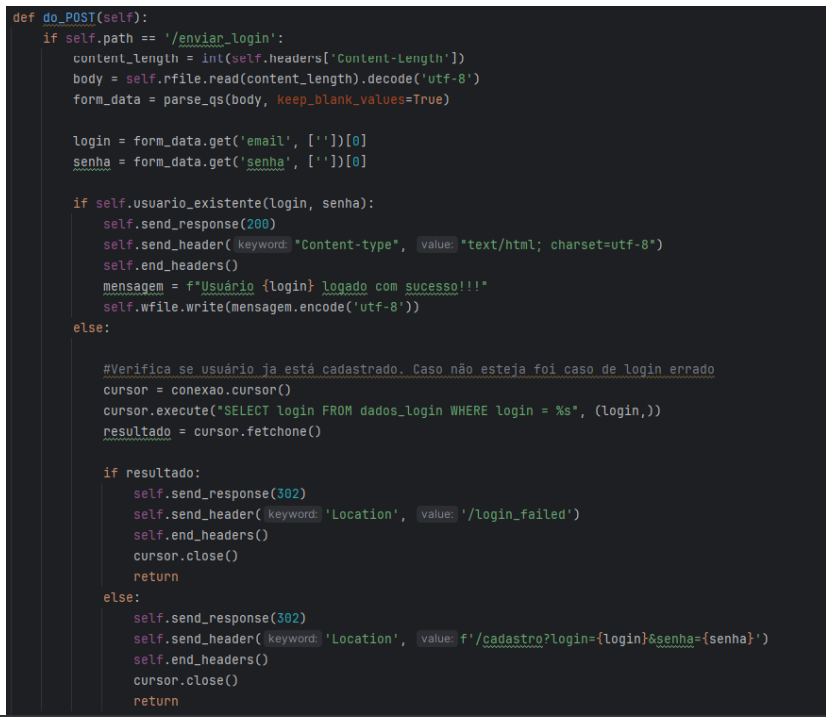 def do_POST(self):
if self.path == '/enviar_login':
content_length = int(self.headers['Content-Length'])
body = self.rfile.read(content_length).decode('utf-8')
form_data = parse_qs(body, keep_blank_values=True)
login = form_data.get('email', [''])[0]
senha = form_data.get('senha', [''])[0]
if self.usuario_existente(login, senha):
self.send_response(200)
self.send_header( keyword: "Content-type", value: "text/html; charset=utf-8")
self.end_headers()
mensagem = f"Usuário {login} logado com sucesso!!!"
self.wfile.write(mensagem.encode('utf-8'))
else:
#Verifica se usuário ja está cadastrado. Caso não esteja foi caso de login errado
cursor = conexao.cursor()
cursor.execute("SELECT login FROM dados_login WHERE login = %s", (login,))
resultado = cursor.fetchone()
if resultado:
self.send_response(302)
self.send_header( keyword: 'Location', value: '/login_failed')
self.end_headers()
cursor.close()
return
else:
self.send_response(302)
self.send_header( keyword: 'Location', value: f'/cadastro?login={login}&senha={senha}')
self.end_headers()
cursor.close()
return